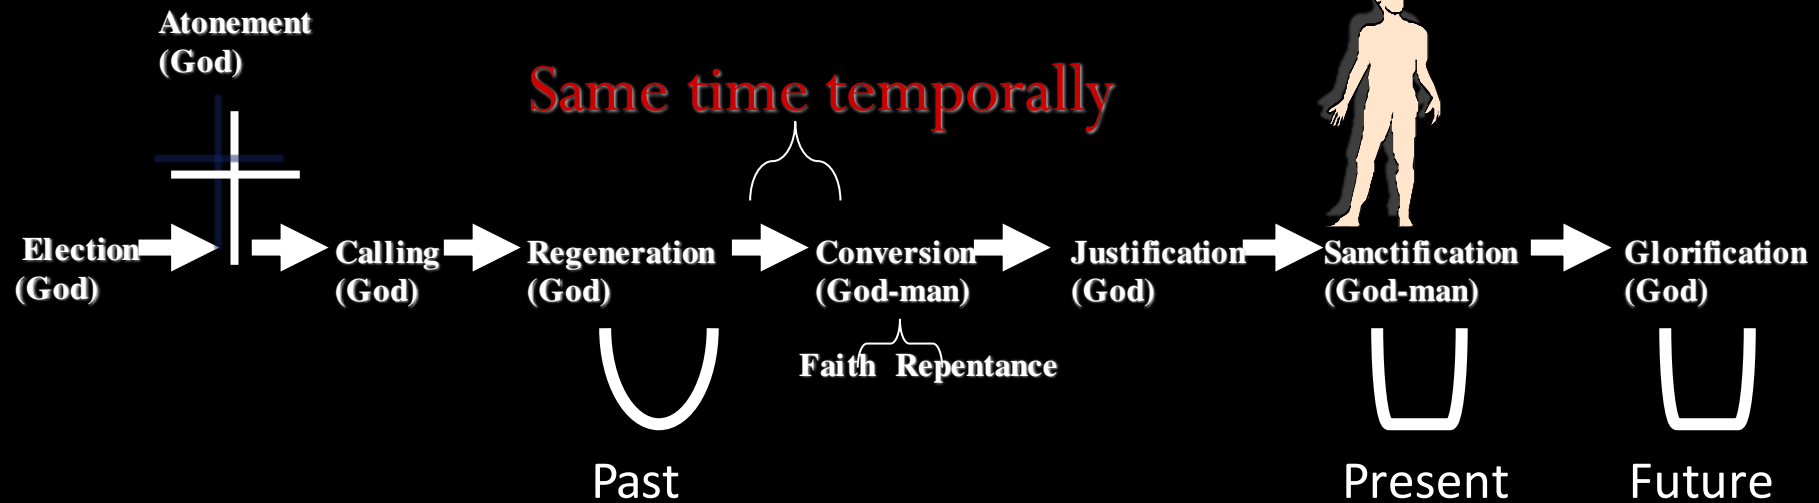 Atonement
(God)
Same time temporally
Election
(God)
Calling
(God)
Regeneration
(God)
Conversion
(God-man)
Justification
(God)
Sanctification
(God-man)
Glorification
(God)
Faith Repentance
Past
Present
Future